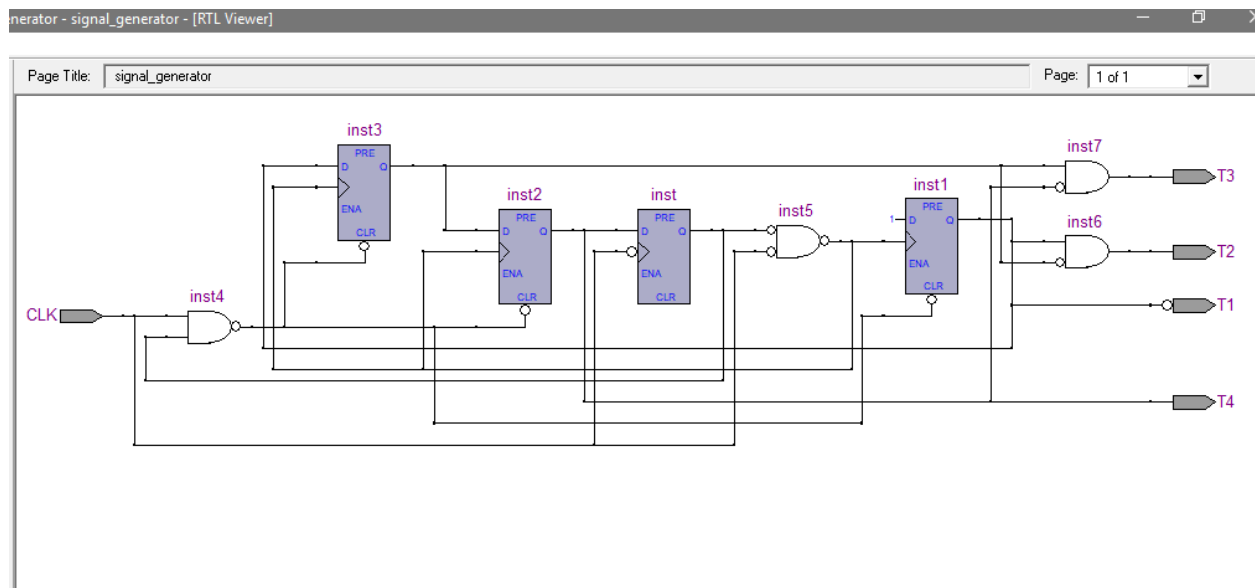 enerator - signal_generator - [RTL Viewer]
Page Title: signal_generator Page: 1 of 1
inst3
PRE
D Q
ENA
CLR
inst2
PRE
D Q
ENA
CLR
inst
PRE
D Q
ENA
CLR
inst5
inst1
PRE
1 D Q
ENA
CLR
inst7
T3
inst6
T2
T1
T4
inst4
CLK